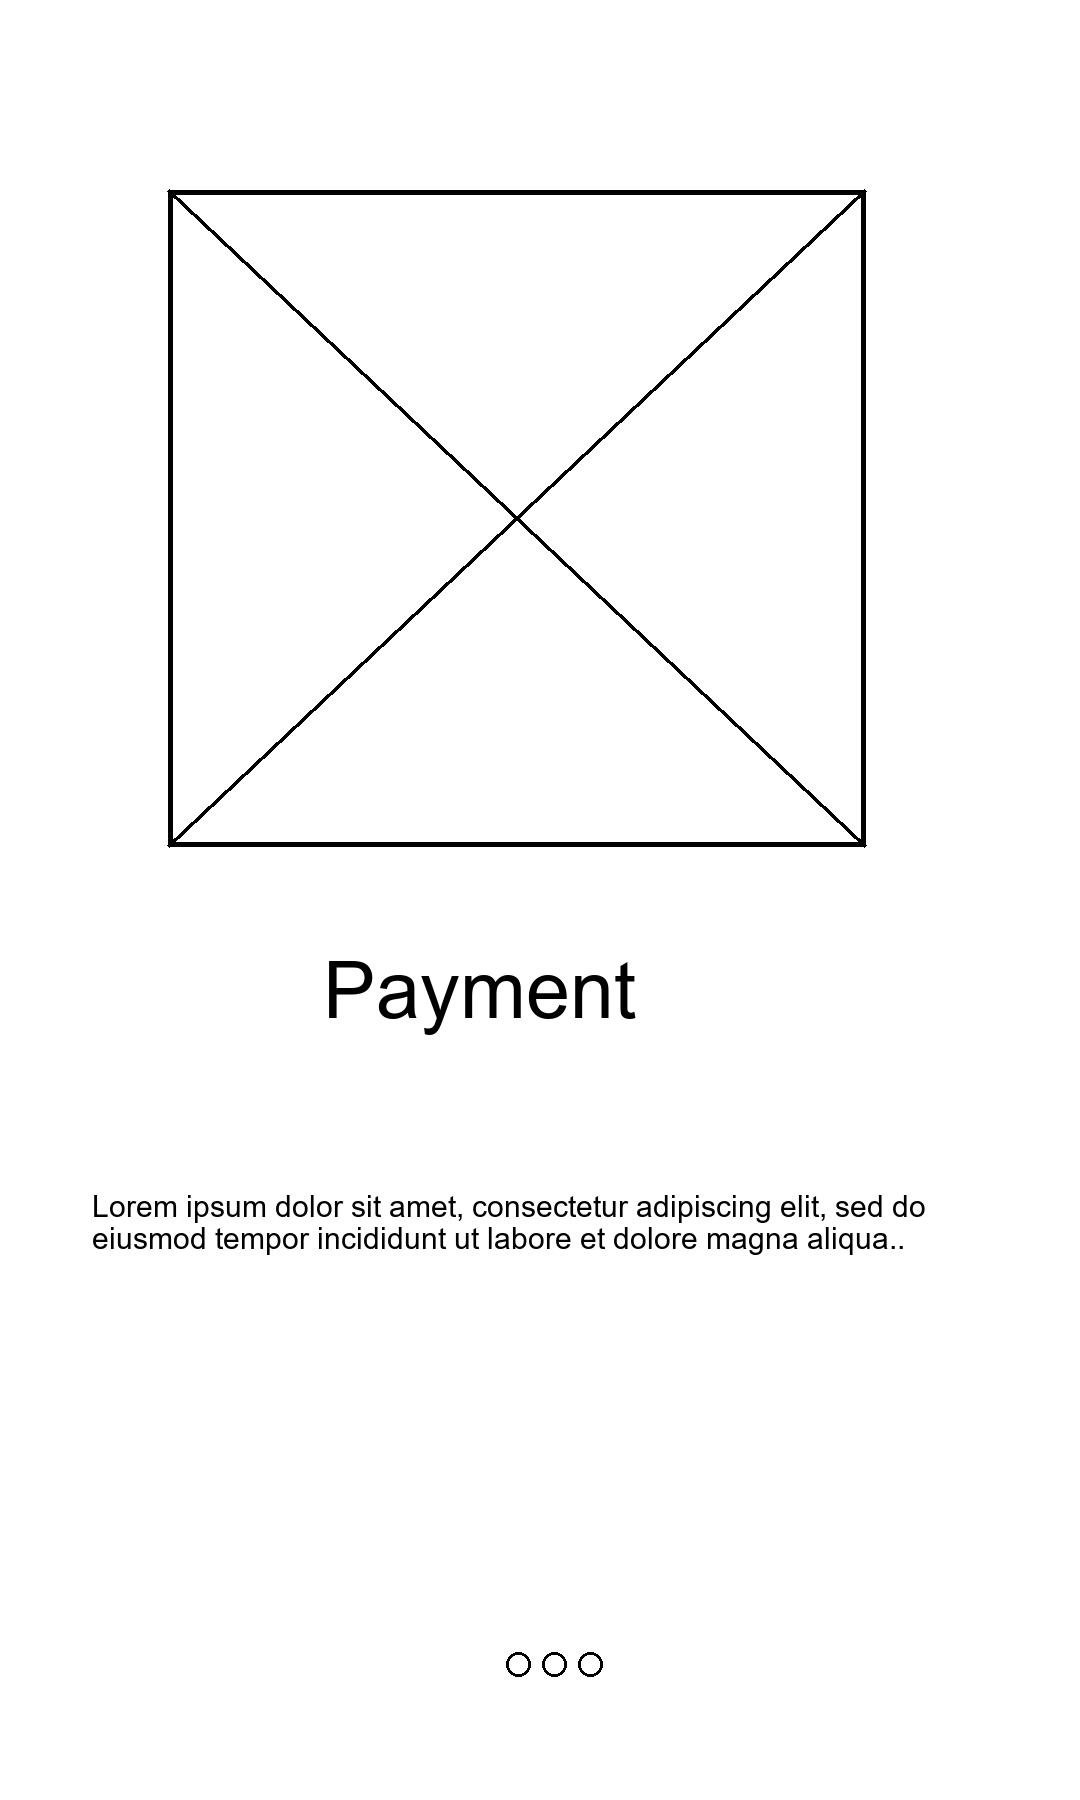 Payment
Lorem ipsum dolor sit amet, consectetur adipiscing elit, sed do
eiusmod tempor incididunt ut labore et dolore magna aliqua..